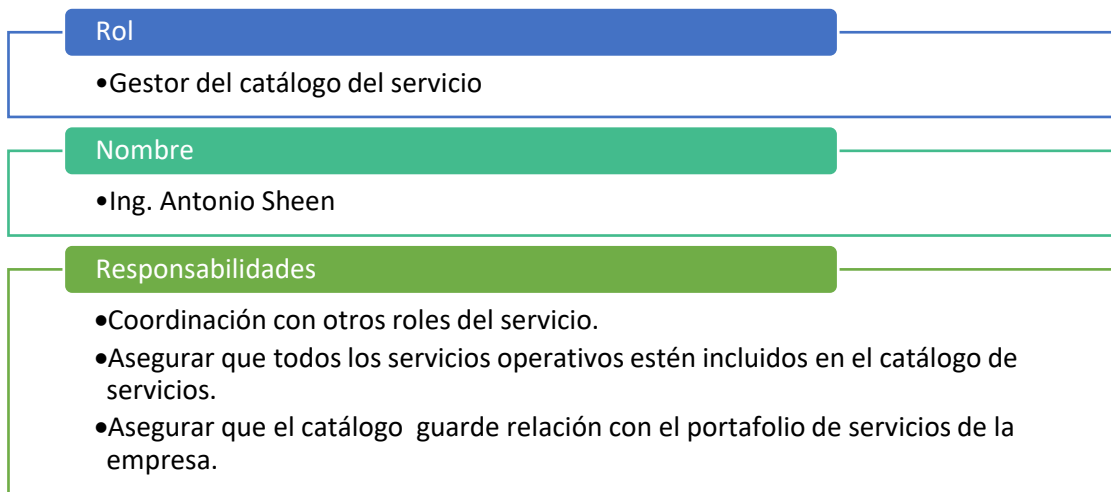 Rol
•Gestor del catálogo del servicio
Nombre
•Ing. Antonio Sheen
Responsabilidades
•Coordinación con otros roles del servicio.
•Asegurar que todos los servicios operativos estén incluidos en el catálogo de
servicios.
•Asegurar que el catálogo  guarde relación con el portafolio de servicios de la
empresa.